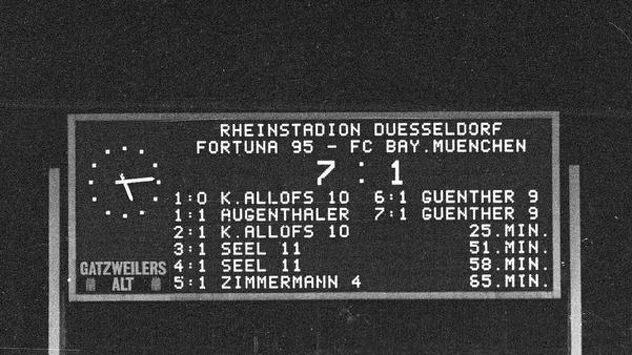 RHEINSTADION DUESSELDORF
FORTUNA 95 - FC BAY.MUENCHEN
7 : 1
1:0 K.ALLOFS 10 6:1 GUENTHER 9
1:1 AUGENTHALER 7:1 GUENTHER 9
2:1 K.ALLOFS 10 25.MIN.
3:1 SEEL 11 51.MIN.
4:1 SEEL 11 58.MIN.
5:1 ZIMMERMANN 4 65.MIN.
GATZWEILERS
ALT